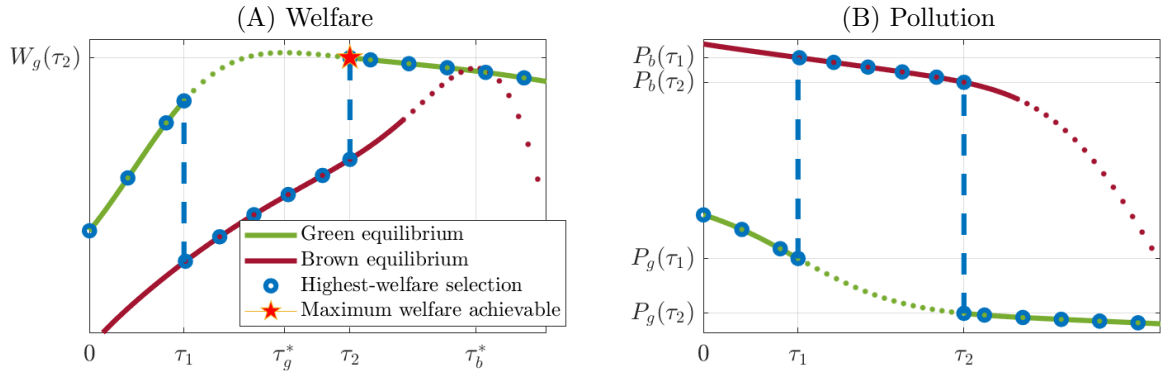 (A) Welfare
W_g(τ_2)
Green equilibrium
Brown equilibrium
Highest-welfare selection
Maximum welfare achievable
0 τ_1 τ_g^* τ_2 τ_b^*
(B) Pollution
P_b(τ_1)
P_b(τ_2)
P_g(τ_1)
P_g(τ_2)
0 τ_1 τ_2